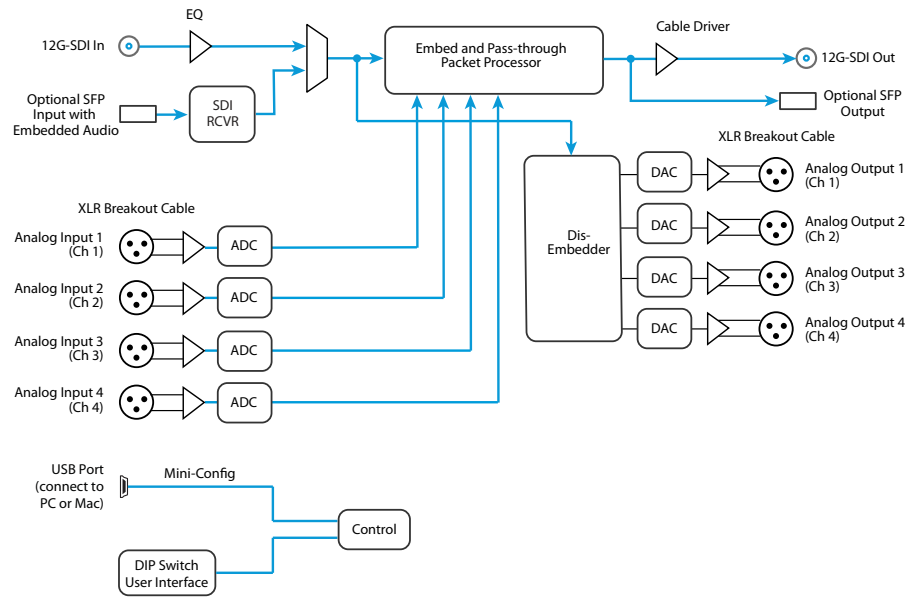 EQ
12G-SDI In
Embed and Pass-through
Packet Processor
Cable Driver
12G-SDI Out
Optional SFP
Input with
Embedded Audio
SDI
RCVR
Optional SFP
Output
XLR Breakout Cable
DAC
Analog Output 1
(Ch 1)
DAC
Analog Output 2
(Ch 2)
Dis-
Embedder
DAC
Analog Output 3
(Ch 3)
DAC
Analog Output 4
(Ch 4)
XLR Breakout Cable
Analog Input 1
(Ch 1)
ADC
Analog Input 2
(Ch 2)
ADC
Analog Input 3
(Ch 3)
ADC
Analog Input 4
(Ch 4)
ADC
USB Port
(connect to
PC or Mac)
Mini-Config
Control
DIP Switch
User Interface